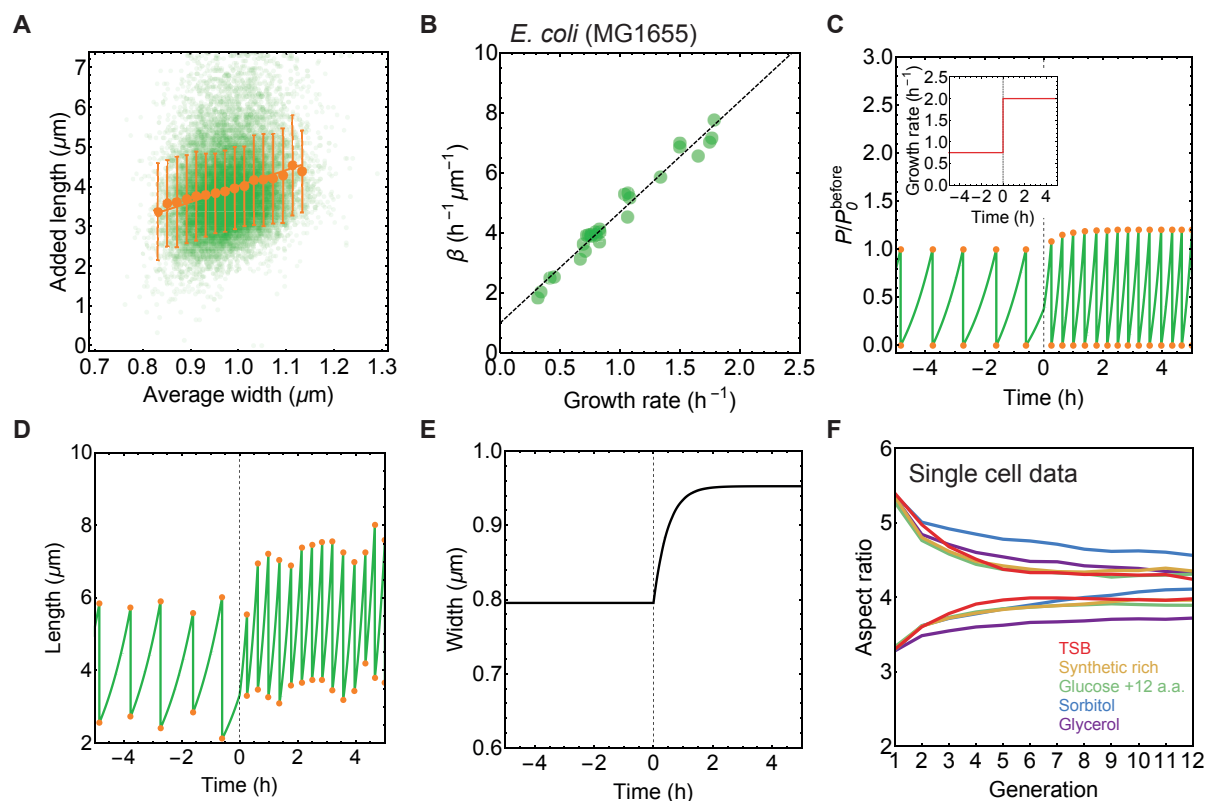 A
Added length (μm)
7
6
5
4
3
2
1
0
0.7 0.8 0.9 1.0 1.1 1.2 1.3
Average width (μm)
B
E. coli (MG1655)
β (h⁻¹ μm⁻¹)
10
8
6
4
2
0
0.0 0.5 1.0 1.5 2.0 2.5
Growth rate (h⁻¹)
C
P/P₀^before
3.0
2.5
2.0
1.5
1.0
0.5
0.0
−4 −2 0 2 4
Time (h)
Growth rate (h⁻¹)
2.5
2.0
1.5
1.0
0.5
0.0
−4 −2 0 2 4
Time (h)
D
Length (μm)
10
8
6
4
2
−4 −2 0 2 4
Time (h)
E
Width (μm)
1.0
0.9
0.8
0.7
0.6
−4 −2 0 2 4
Time (h)
F
Single cell data
Aspect ratio
6
5
4
3
2
TSB
Synthetic rich
Glucose +12 a.a.
Sorbitol
Glycerol
1 2 3 4 5 6 7 8 9 10 11 12
Generation